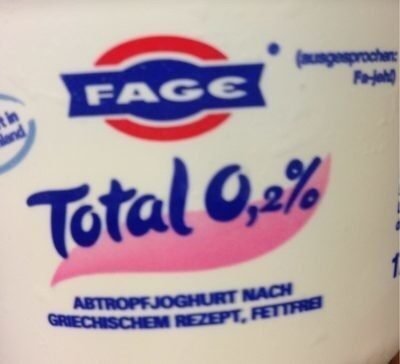 FAGE
(ausgesprochen:
Fa-jeh!)
Total 0,2%
ABTROPFJOGHURT NACH
GRIECHISCHEM REZEPT, FETTFREI